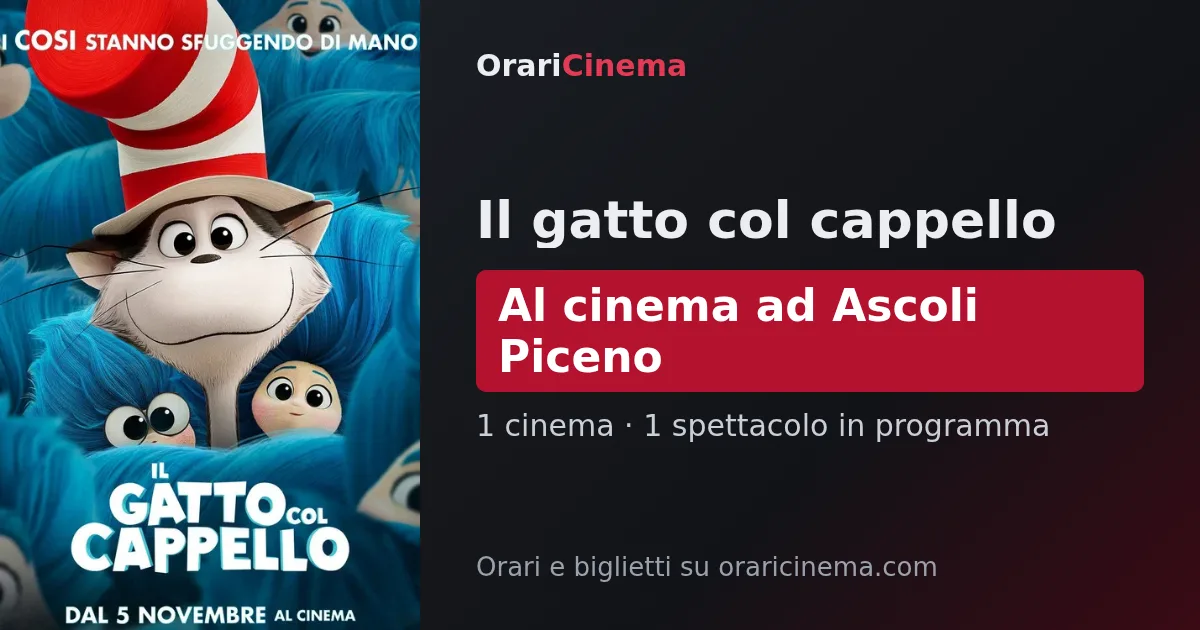 I COSI STANNO SFUGGENDO DI MANO
IL
GATTO COL
CAPPELLO
DAL 5 NOVEMBRE AL CINEMA
OrariCinema
Il gatto col cappello
Al cinema ad Ascoli
Piceno
1 cinema · 1 spettacolo in programma
Orari e biglietti su oraricinema.com